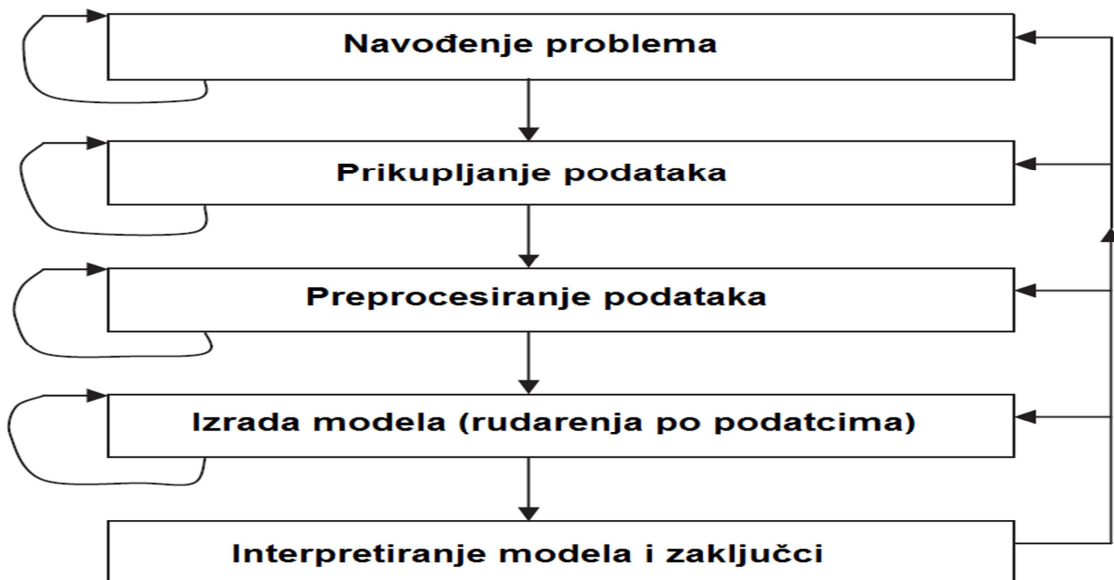 Navođenje problema
Prikupljanje podataka
Preprocesiranje podataka
Izrada modela (rudarenja po podatcima)
Interpretiranje modela i zaključci